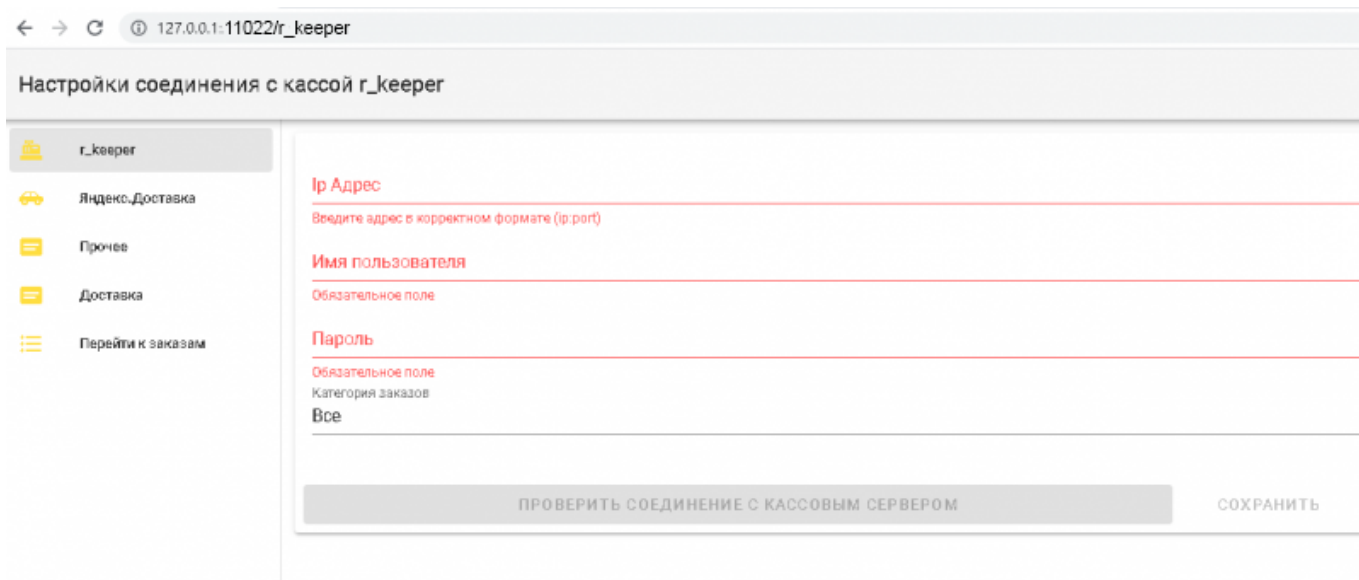 127.0.0.1:11022/r_keeper
Настройки соединения с кассой r_keeper
r_keeper
Яндекс.Доставка
Прочее
Доставка
Перейти к заказам
Ip Адрес
Введите адрес в корректном формате (ip:port)
Имя пользователя
Обязательное поле
Пароль
Обязательное поле
Категория заказов
Все
ПРОВЕРИТЬ СОЕДИНЕНИЕ С КАССОВЫМ СЕРВЕРОМ
СОХРАНИТЬ